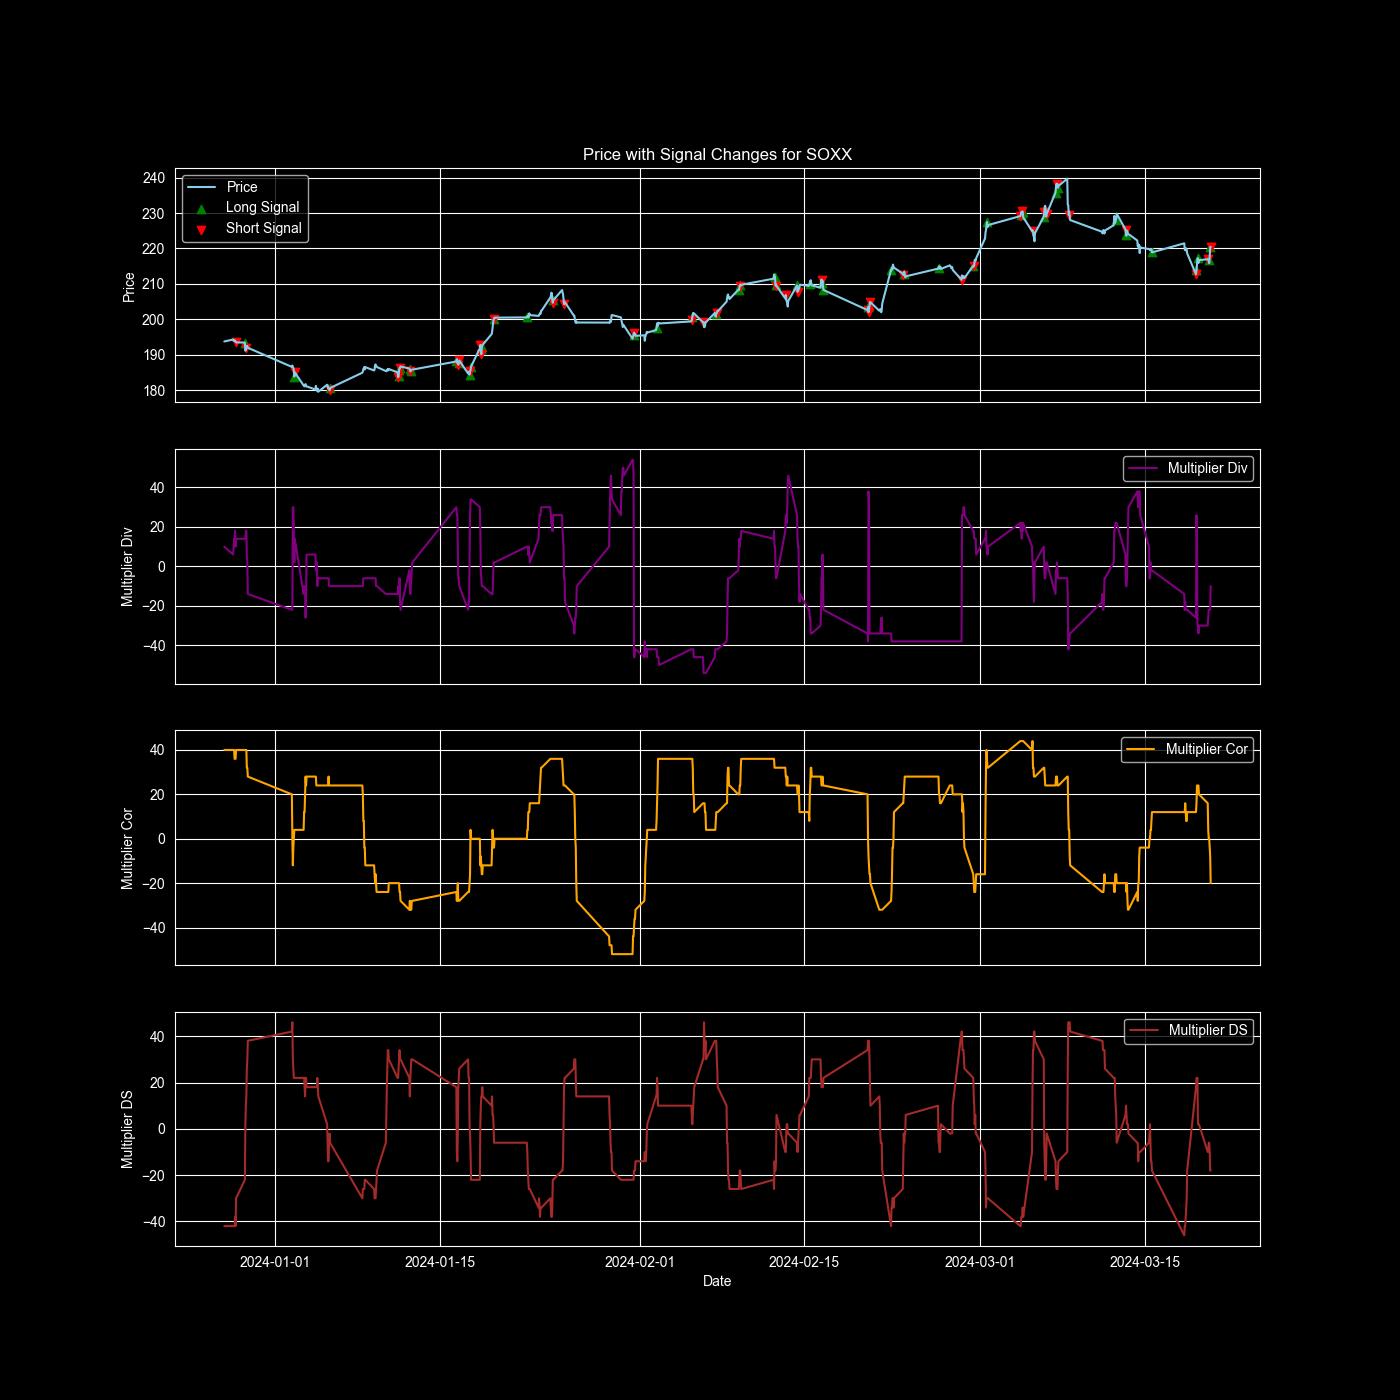 Price with Signal Changes for SOXX
240
230
220
210
200
190
180
Price
Price
Long Signal
Short Signal
40
20
0
−20
−40
Multiplier Div
Multiplier Div
40
20
0
−20
−40
Multiplier Cor
Multiplier Cor
40
20
0
−20
−40
Multiplier DS
Multiplier DS
2024-01-01 2024-01-15 2024-02-01 2024-02-15 2024-03-01 2024-03-15
Date